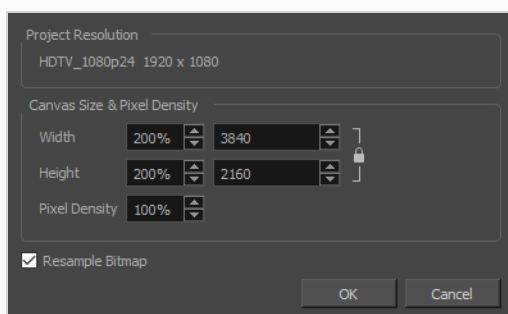 Project Resolution
HDTV_1080p24 1920 x 1080
Canvas Size & Pixel Density
Width 200% 3840
Height 200% 2160
Pixel Density 100%
Resample Bitmap
OK Cancel